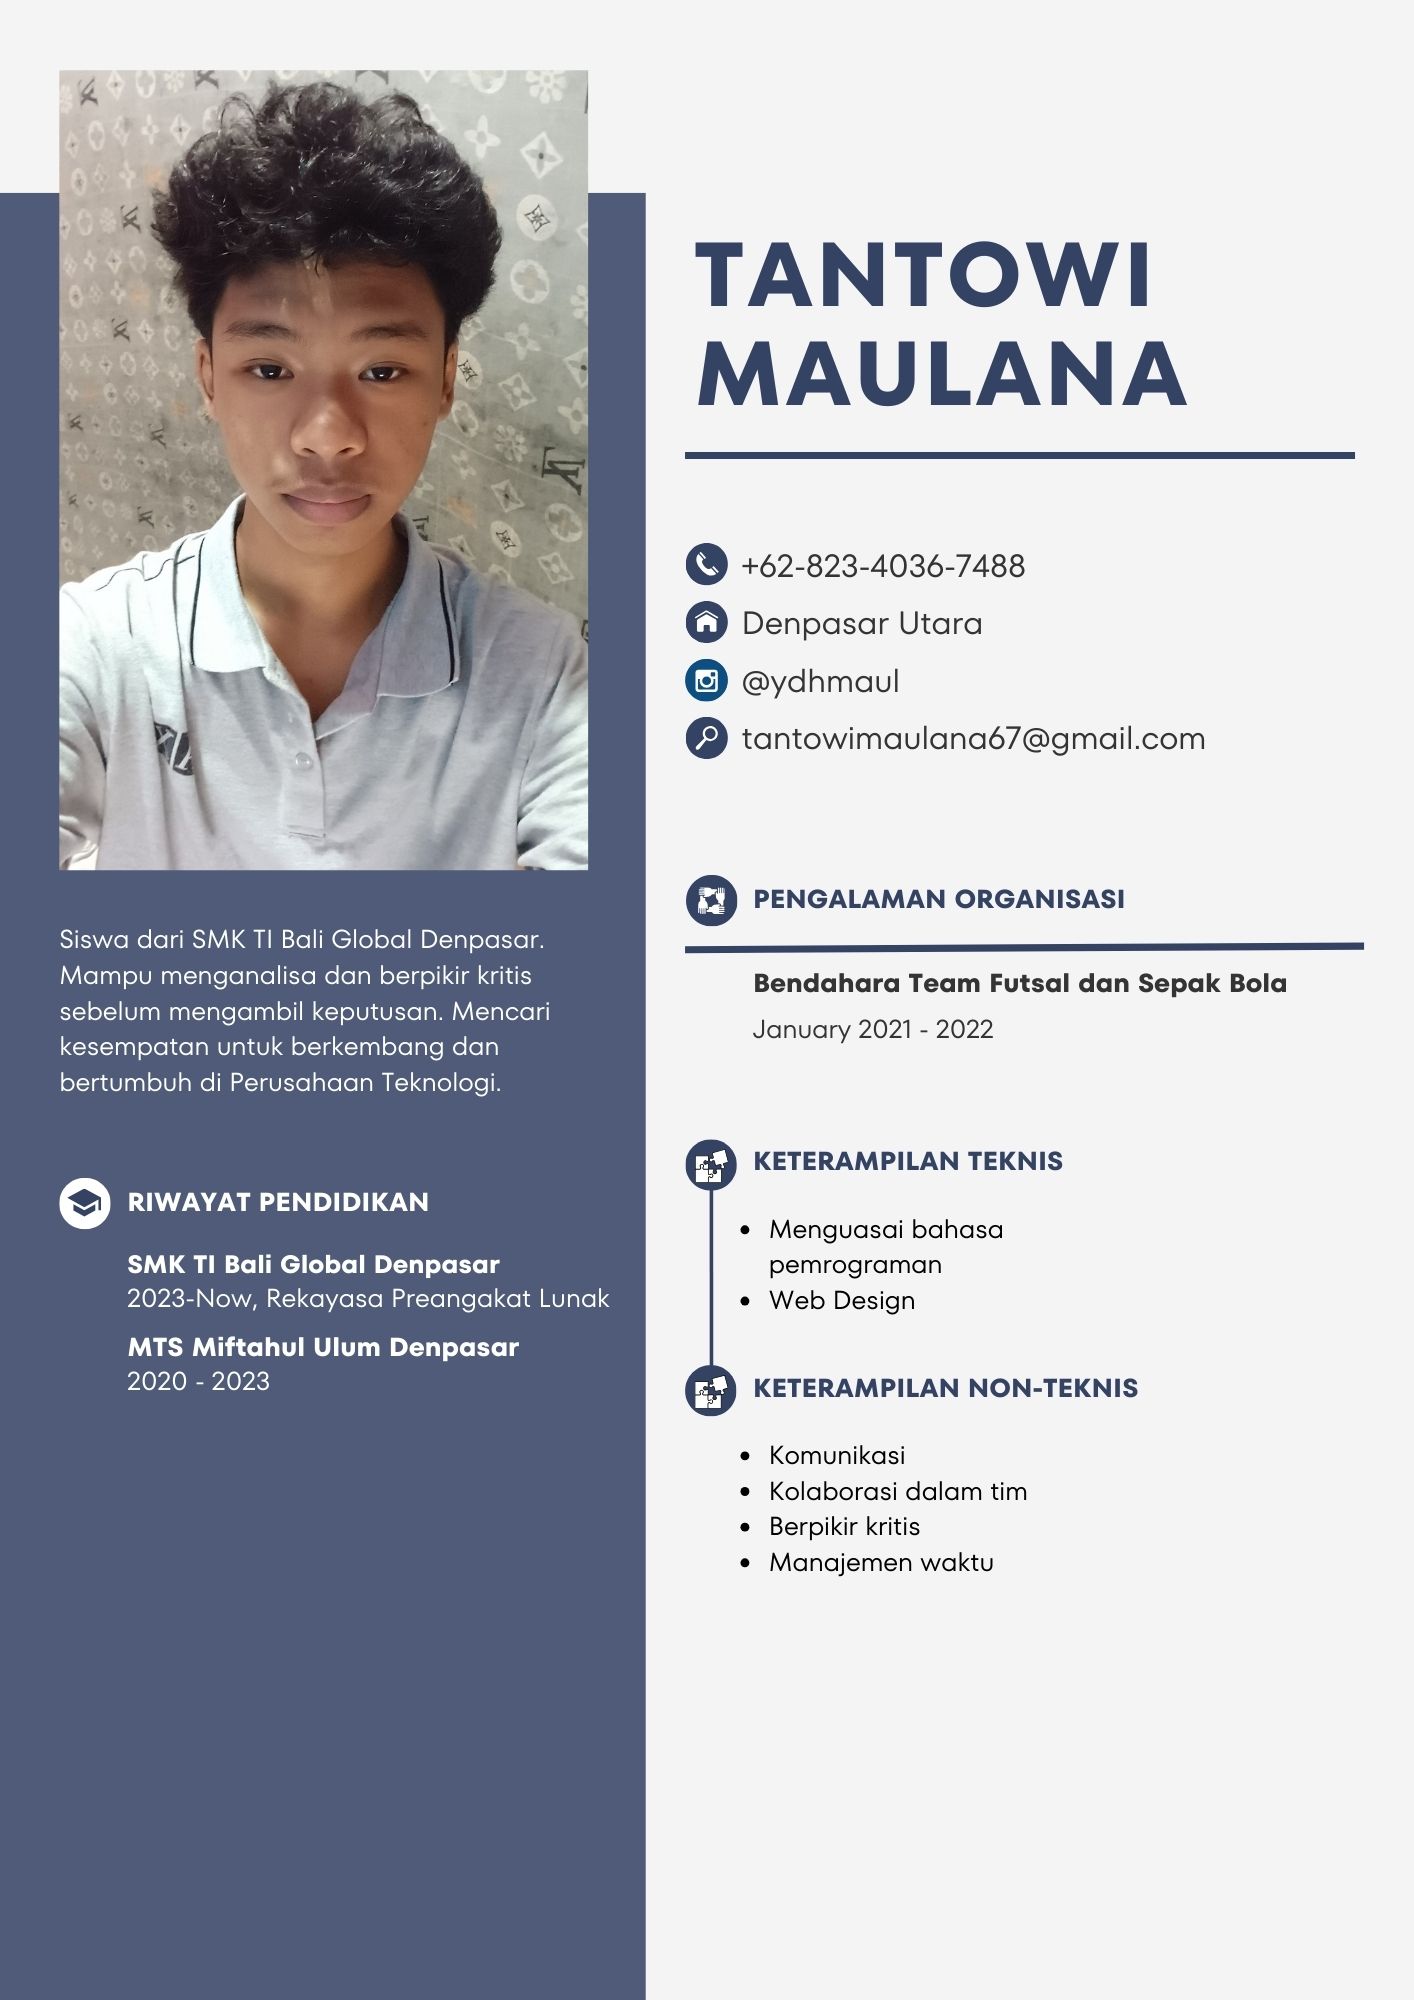 TANTOWI
MAULANA
+62-823-4036-7488
Denpasar Utara
@ydhmaul
tantowimaulana67@gmail.com
Siswa dari SMK TI Bali Global Denpasar.
Mampu menganalisa dan berpikir kritis
sebelum mengambil keputusan. Mencari
kesempatan untuk berkembang dan
bertumbuh di Perusahaan Teknologi.
RIWAYAT PENDIDIKAN
SMK TI Bali Global Denpasar
2023-Now, Rekayasa Preangakat Lunak
MTS Miftahul Ulum Denpasar
2020 - 2023
PENGALAMAN ORGANISASI
Bendahara Team Futsal dan Sepak Bola
January 2021 - 2022
KETERAMPILAN TEKNIS
• Menguasai bahasa
pemrograman
• Web Design
KETERAMPILAN NON-TEKNIS
• Komunikasi
• Kolaborasi dalam tim
• Berpikir kritis
• Manajemen waktu